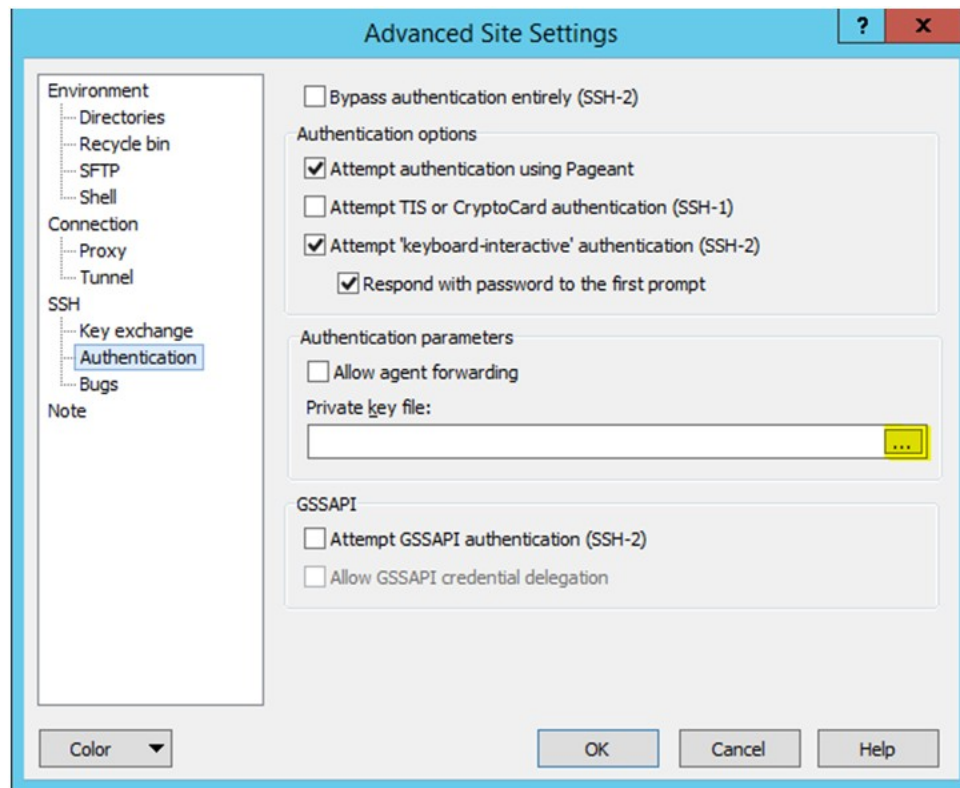 Advanced Site Settings
?
x
Environment
Directories
Recycle bin
SFTP
Shell
Connection
Proxy
Tunnel
SSH
Key exchange
Authentication
Bugs
Note
Bypass authentication entirely (SSH-2)
Authentication options
Attempt authentication using Pageant
Attempt TIS or CryptoCard authentication (SSH-1)
Attempt 'keyboard-interactive' authentication (SSH-2)
Respond with password to the first prompt
Authentication parameters
Allow agent forwarding
Private key file:
...
GSSAPI
Attempt GSSAPI authentication (SSH-2)
Allow GSSAPI credential delegation
Color
OK
Cancel
Help